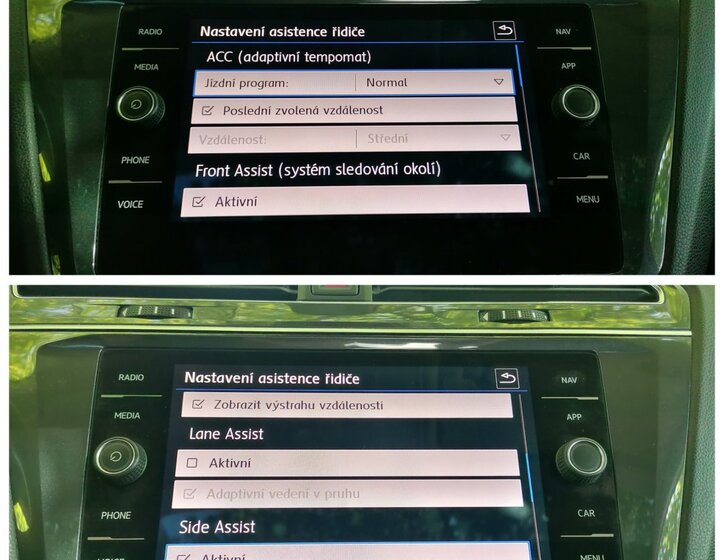 RADIO
Nastavení asistence řidiče
NAV
ACC (adaptivní tempomat)
MEDIA
APP
Jízdní program: Normal
Poslední zvolená vzdálenost
Vzdálenost: Střední
PHONE
CAR
Front Assist (systém sledování okolí)
VOICE
Aktivní
MENU
RADIO
Nastavení asistence řidiče
NAV
Zobrazit výstrahu vzdálenosti
MEDIA
APP
Lane Assist
Aktivní
Adaptivní vedení v pruhu
PHONE
CAR
Side Assist
VOICE
Aktivní
MENU